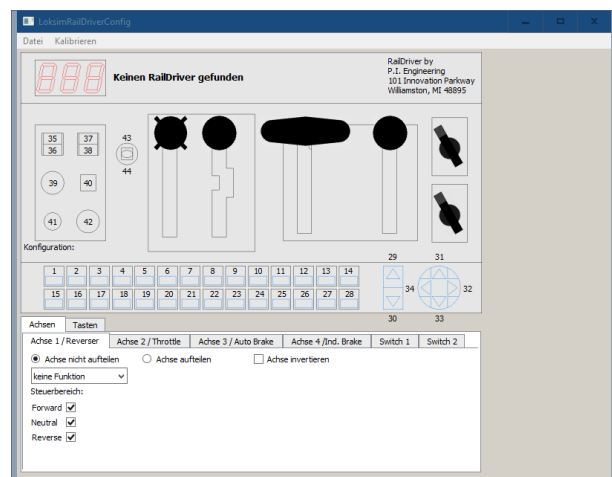 LoksimRailDriverConfig
Datei Kalibrieren
Keinen RailDriver gefunden
RailDriver by
P.I. Engineering
101 Innovation Parkway
Williamston, MI 48895
35 37 43
36 38
44
39 40
41 42
Konfiguration:
29 31
1 2 3 4 5 6 7 8 9 10 11 12 13 14
34 32
15 16 17 18 19 20 21 22 23 24 25 26 27 28
30 33
Achsen Tasten
Achse 1 / Reverser Achse 2 / Throttle Achse 3 / Auto Brake Achse 4 /Ind. Brake Switch 1 Switch 2
Achse nicht aufteilen Achse aufteilen Achse invertieren
keine Funktion
Steuerbereich:
Forward
Neutral
Reverse